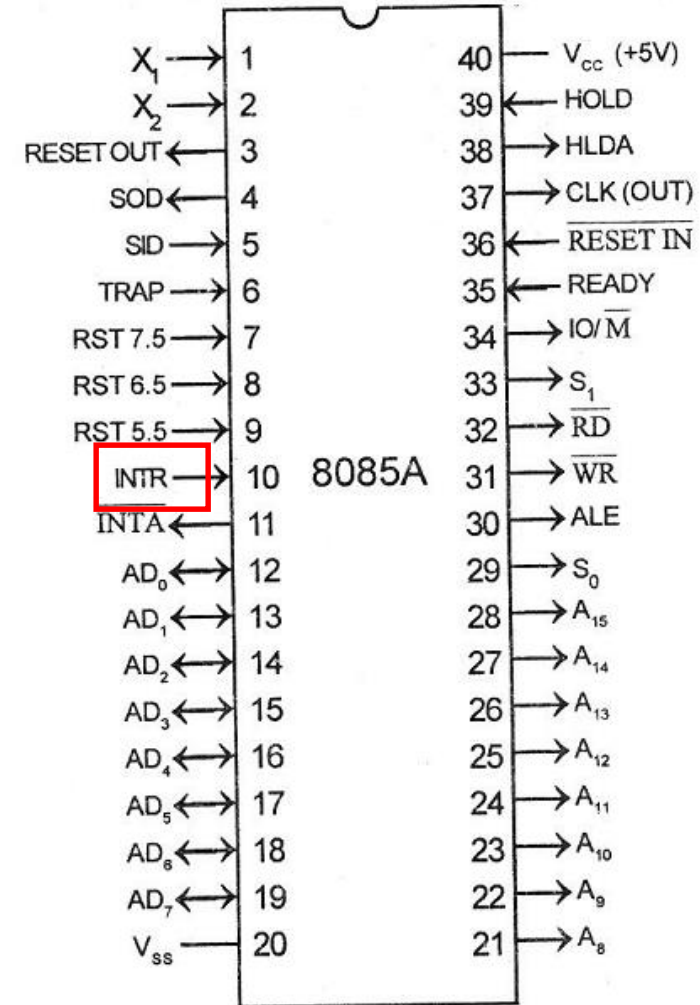 X₁ 1 40 Vcc (+5V)
X₂ 2 39 HOLD
RESET OUT 3 38 HLDA
SOD 4 37 CLK (OUT)
SID 5 36 RESET IN
TRAP 6 35 READY
RST 7.5 7 34 IO/M
RST 6.5 8 33 S₁
RST 5.5 9 32 RD
INTR 10 8085A 31 WR
INTA 11 30 ALE
AD₀ 12 29 S₀
AD₁ 13 28 A₁₅
AD₂ 14 27 A₁₄
AD₃ 15 26 A₁₃
AD₄ 16 25 A₁₂
AD₅ 17 24 A₁₁
AD₆ 18 23 A₁₀
AD₇ 19 22 A₉
Vss 20 21 A₈